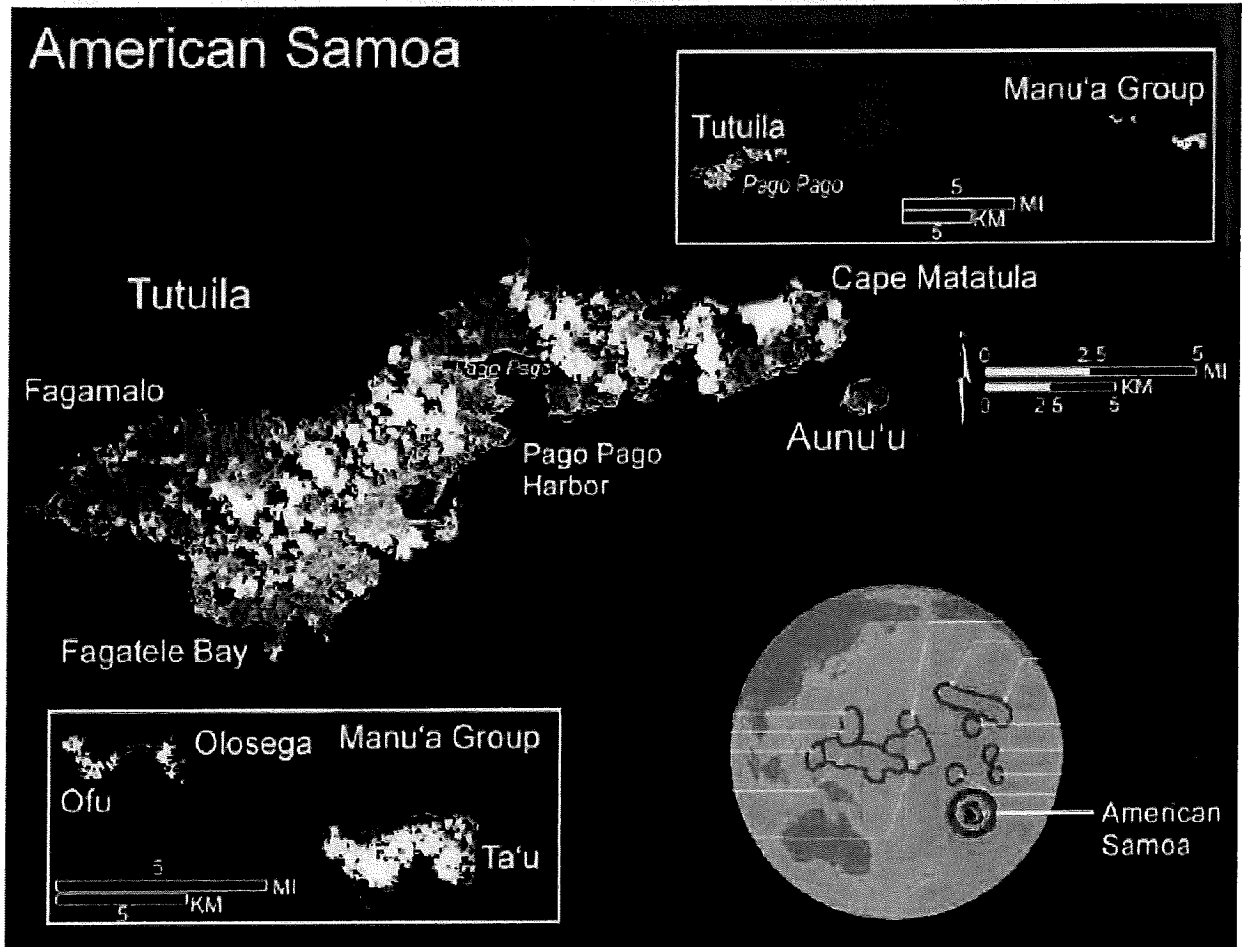 American Samoa
Manu'a Group
Tutuila
Pago Pago
5
MI
KM
5
Cape Matatula
Tutuila
0 2.5 5
MI
KM
0 2.5 5
Pago Pago
Fagamalo
Aunu'u
Pago Pago
Harbor
Fagatele Bay
Olosega
Manu'a Group
Ofu
Ta'u
5
MI
KM
5
American
Samoa